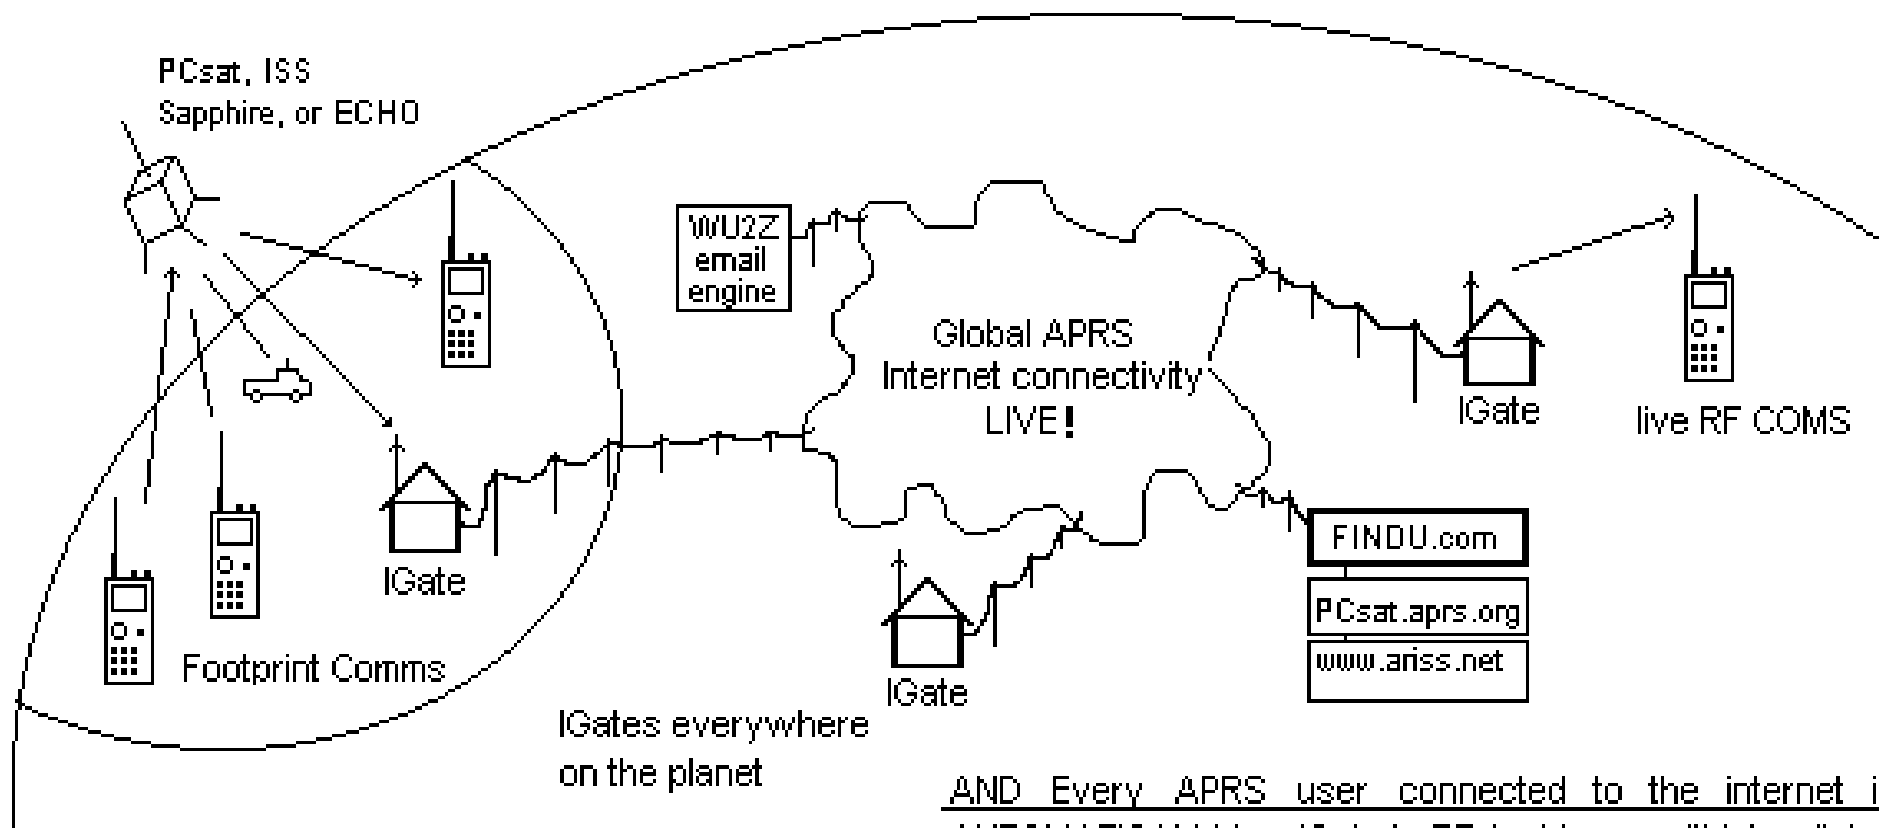 PCsat, ISS
Sapphire, or ECHO
WU2Z
email
engine
Global APRS
Internet connectivity
LIVE!
IGate
live RF COMS
IGate
FINDU.com
PCsat.aprs.org
www.ariss.net
Footprint Comms
IGate
IGates everywhere
on the planet
AND Every APRS user connected to the internet